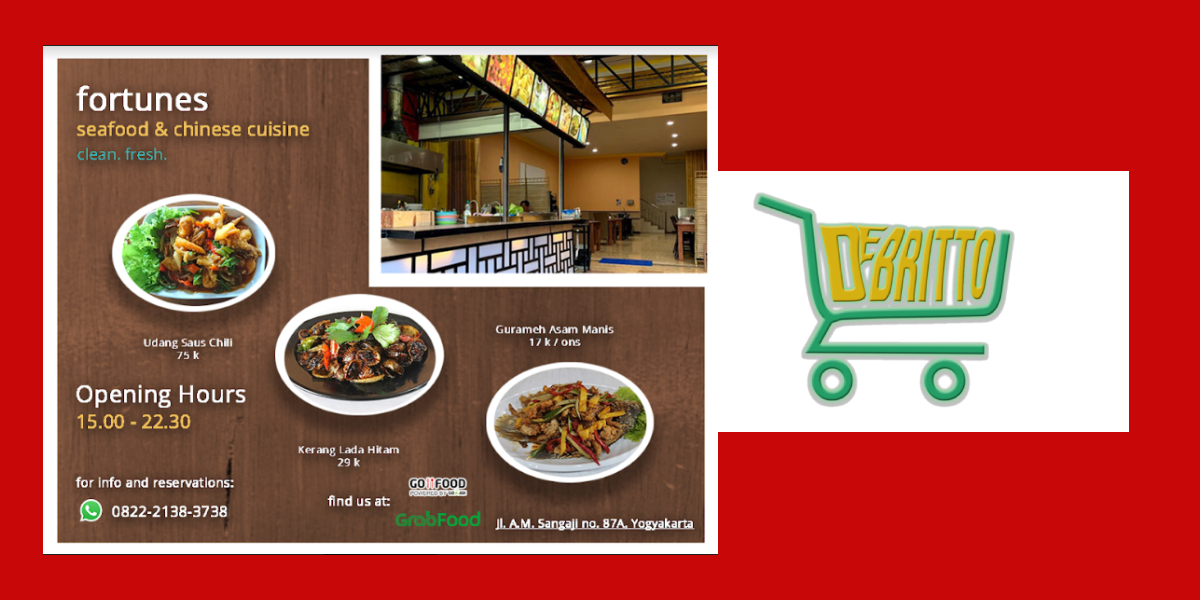 fortunes
seafood & chinese cuisine
clean. fresh.
Udang Saus Chili
75 k
Opening Hours
15.00 - 22.30
Kerang Lada Hitam
29 k
Gurameh Asam Manis
17 k / ons
for info and reservations:
0822-2138-3738
find us at:
GOFOOD
GrabFood
Jl. A.M. Sangaji no. 87A. Yogyakarta
DEBRITTO